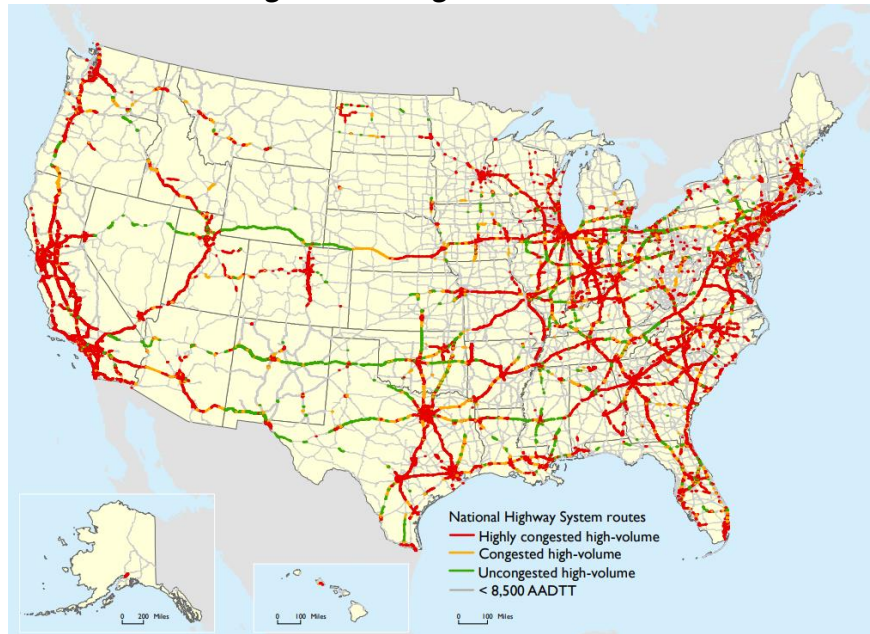 National Highway System routes
Highly congested high-volume
Congested high-volume
Uncongested high-volume
< 8,500 AADTT
0 200 Miles
0 100 Miles
0 100 Miles